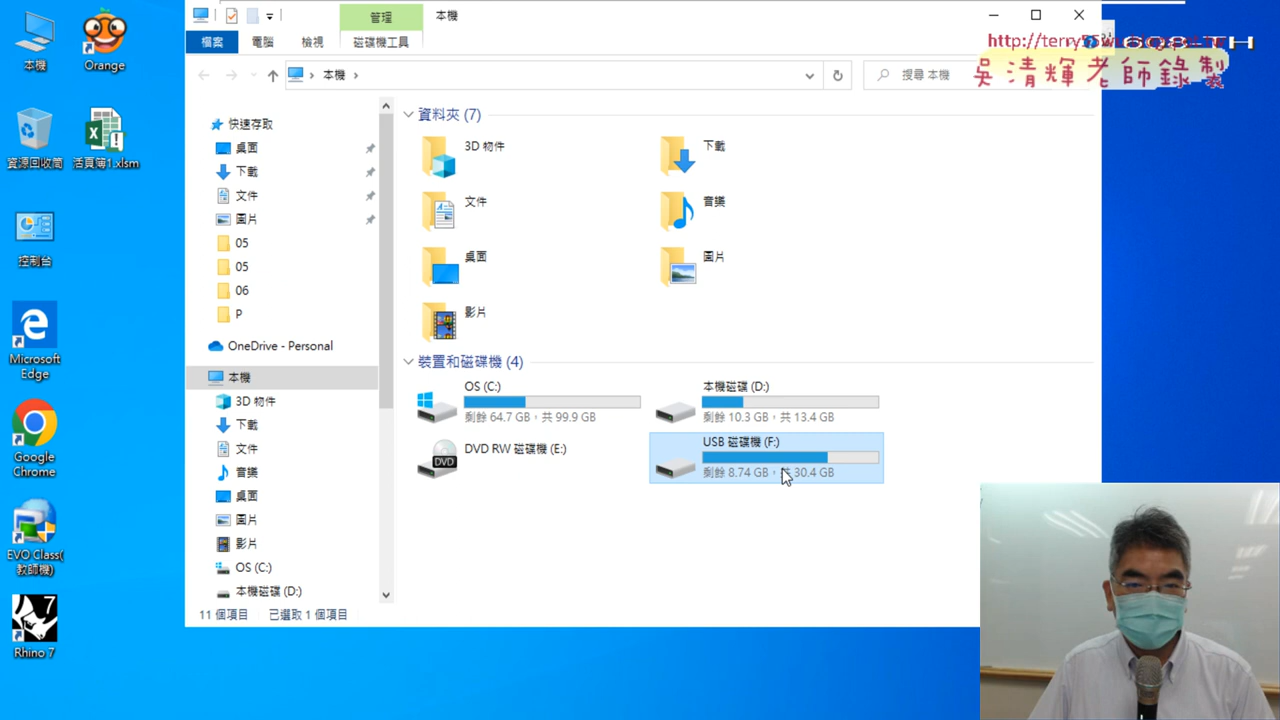 管理
本機
檔案
電腦
檢視
磁碟機工具
本機
搜尋 本機
吳清輝老師錄製
本機
Orange
資源回收筒
活頁簿1.xlsm
控制台
Microsoft
Edge
Google
Chrome
EVO Class(
教師機)
7
Rhino 7
快速存取
桌面
下載
文件
圖片
05
05
06
P
OneDrive - Personal
本機
3D 物件
下載
文件
音樂
桌面
圖片
影片
OS (C:)
本機磁碟 (D:)
資料夾 (7)
3D 物件
下載
文件
音樂
桌面
圖片
影片
裝置和磁碟機 (4)
OS (C:)
剩餘 64.7 GB，共 99.9 GB
本機磁碟 (D:)
剩餘 10.3 GB，共 13.4 GB
DVD
DVD RW 磁碟機 (E:)
USB 磁碟機 (F:)
剩餘 8.74 GB，共 30.4 GB
11 個項目
已選取 1 個項目